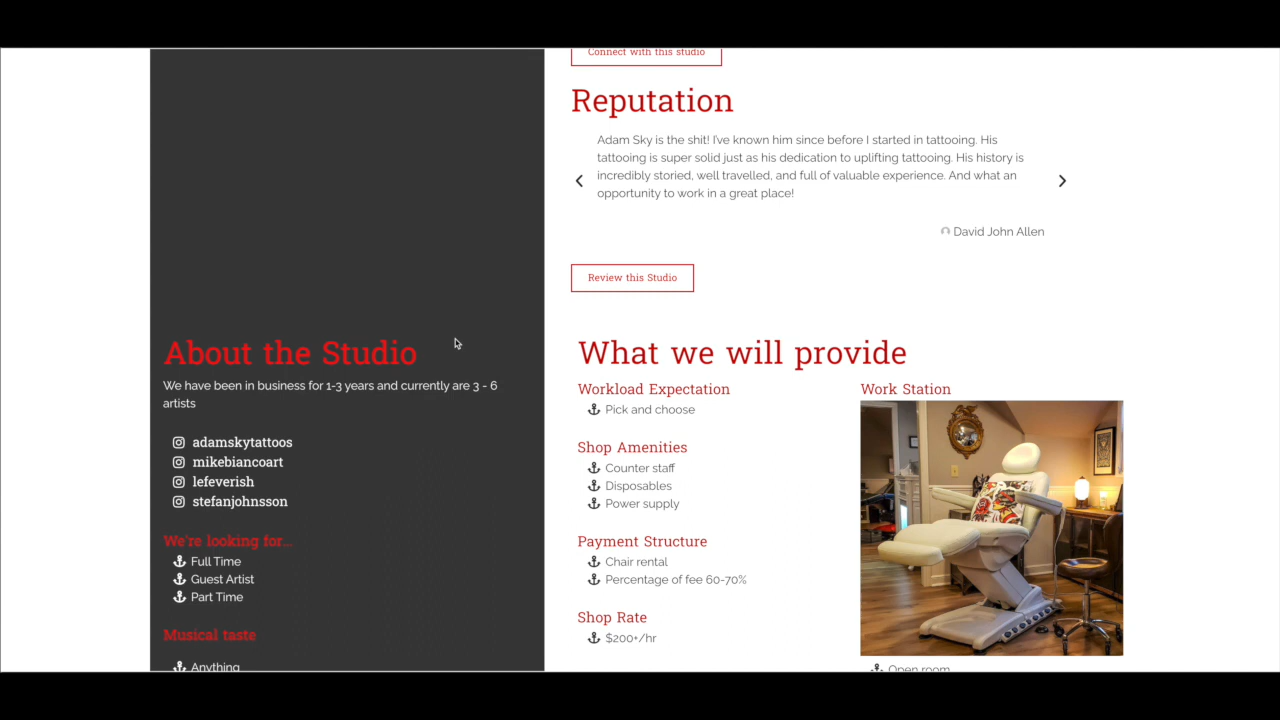 Connect with this studio
Reputation
Adam Sky is the shit! I've known him since before I started in tattooing. His
tattooing is super solid just as his dedication to uplifting tattooing. His history is
incredibly storied, well travelled, and full of valuable experience. And what an
opportunity to work in a great place!
David John Allen
Review this Studio
About the Studio
We have been in business for 1-3 years and currently are 3 - 6
artists
adamskytattoos
mikebiancoart
lefeverish
stefanjohnsson
We're looking for...
Full Time
Guest Artist
Part Time
Musical taste
Anything
What we will provide
Workload Expectation
Pick and choose
Shop Amenities
Counter staff
Disposables
Power supply
Payment Structure
Chair rental
Percentage of fee 60-70%
Shop Rate
$200+/hr
Work Station
Open room